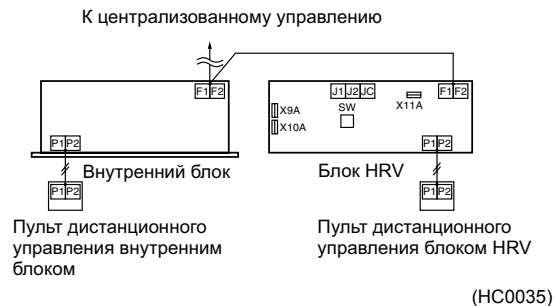 К централизованному управлению
F1 F2
J1 J2 JC
F1 F2
X9A
SW
X11A
X10A
P1 P2
P1 P2
Внутренний блок
Блок HRV
P1 P2
P1 P2
Пульт дистанционного
управления внутренним
блоком
Пульт дистанционного
управления блоком HRV
(HC0035)